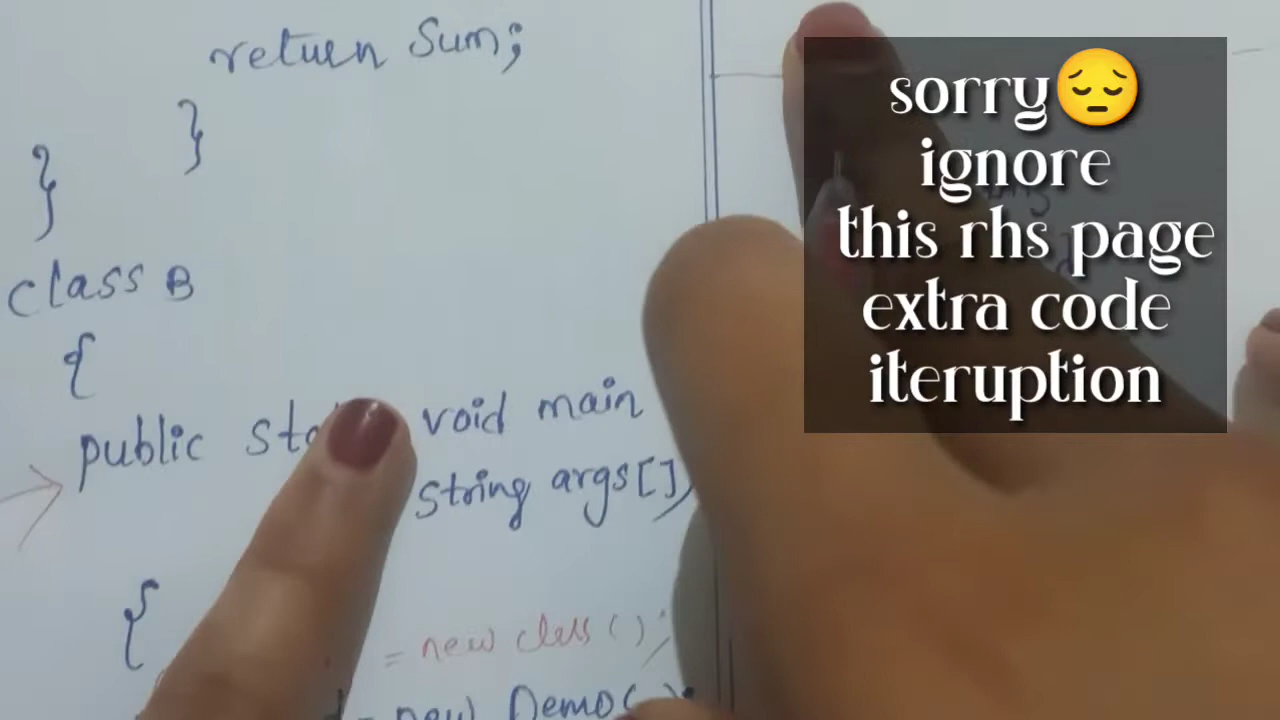 return Sum;
}
}
class B
{
public void main
string args[])
{
= new class();
= new Demo();
sorry😔
ignore
this rhs page
extra code
iteruption